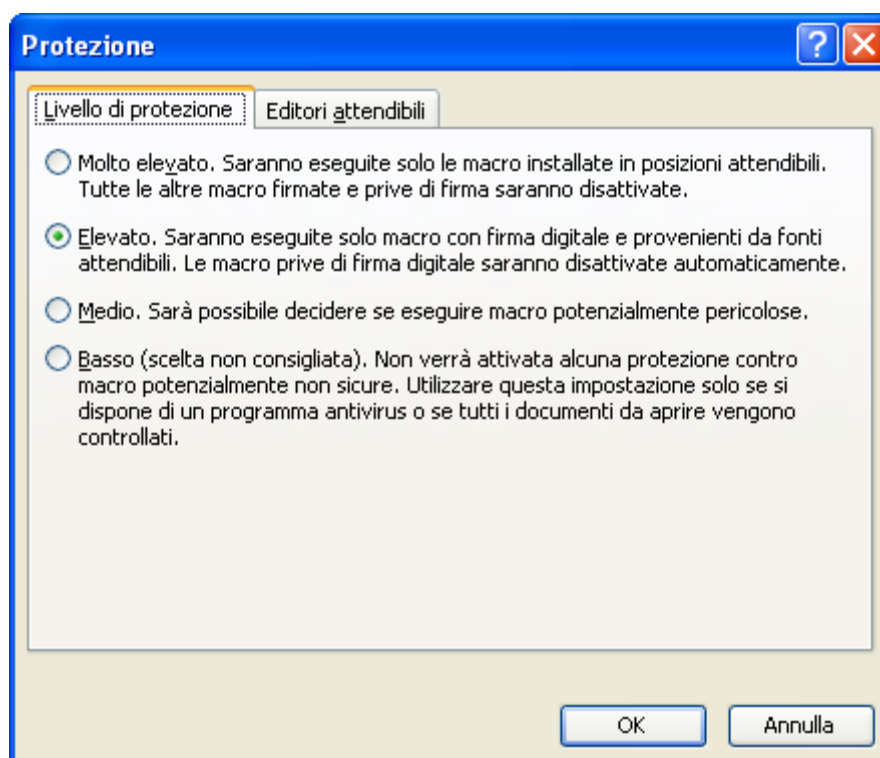 Protezione
Livello di protezione
Editori attendibili
Molto elevato. Saranno eseguite solo le macro installate in posizioni attendibili.
Tutte le altre macro firmate e prive di firma saranno disattivate.
Elevato. Saranno eseguite solo macro con firma digitale e provenienti da fonti
attendibili. Le macro prive di firma digitale saranno disattivate automaticamente.
Medio. Sarà possibile decidere se eseguire macro potenzialmente pericolose.
Basso (scelta non consigliata). Non verrà attivata alcuna protezione contro
macro potenzialmente non sicure. Utilizzare questa impostazione solo se si
dispone di un programma antivirus o se tutti i documenti da aprire vengono
controllati.
OK
Annulla